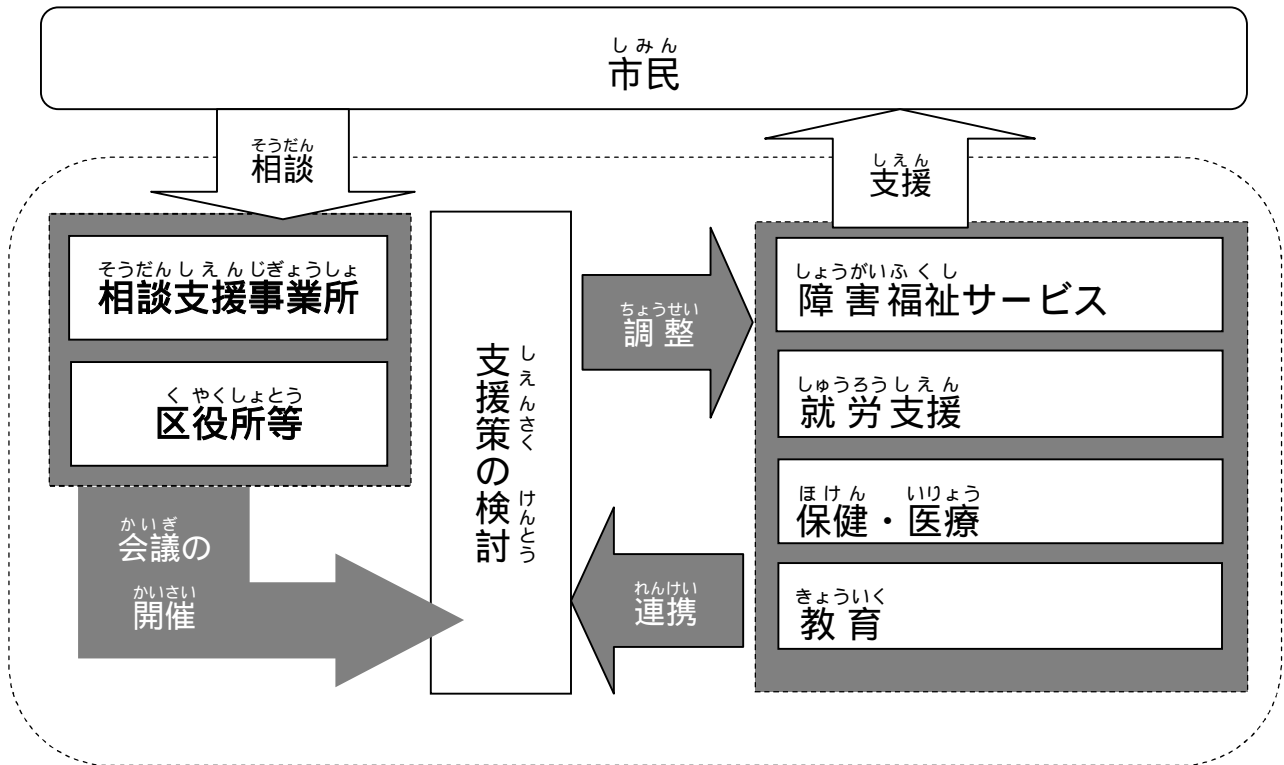 しみん
市民
そうだん
相談
しえん
支援
そうだんしえんじぎょうしょ
相談支援事業所
くやくしょとう
区役所等
かいぎ
会議の
かいさい
開催
支援策の検討
しえんさく けんとう
ちょうせい
調整
れんけい
連携
しょうがいふくし
障害福祉サービス
しゅうろうしえん
就労支援
ほけん いりょう
保健・医療
きょういく
教育